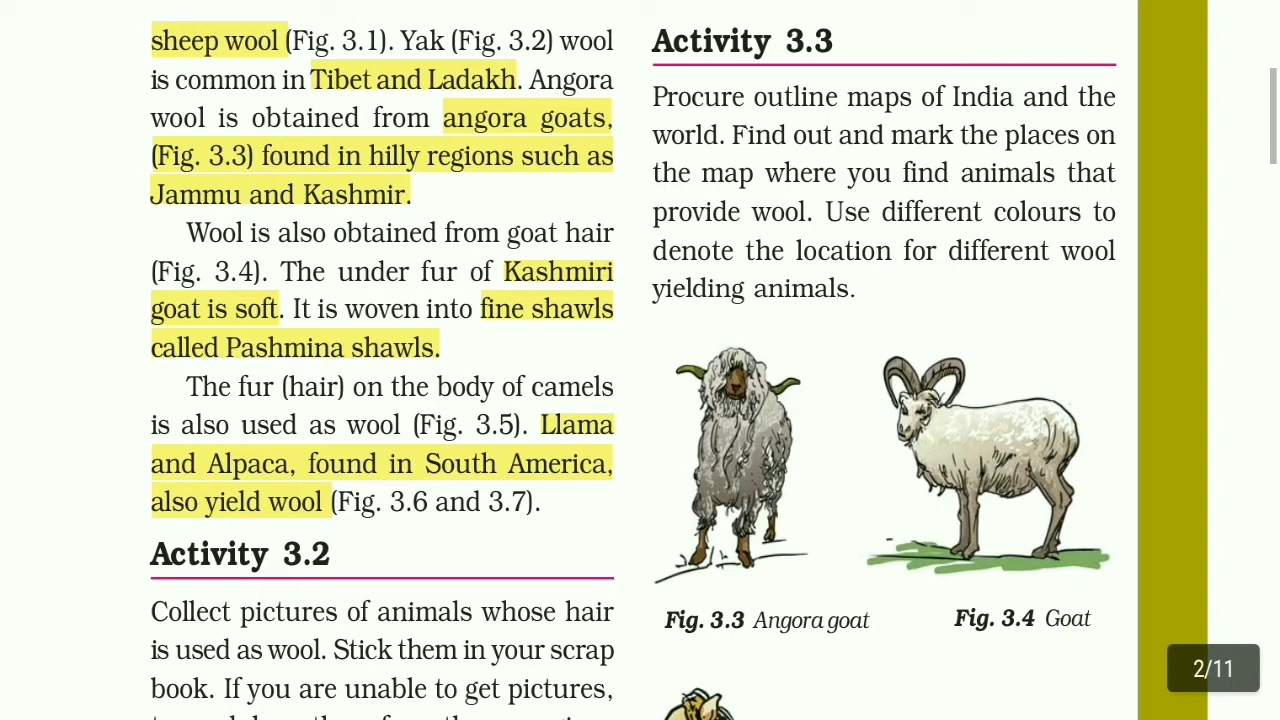 sheep wool (Fig. 3.1). Yak (Fig. 3.2) wool
is common in Tibet and Ladakh. Angora
wool is obtained from angora goats,
(Fig. 3.3) found in hilly regions such as
Jammu and Kashmir.
Wool is also obtained from goat hair
(Fig. 3.4). The under fur of Kashmiri
goat is soft. It is woven into fine shawls
called Pashmina shawls.
The fur (hair) on the body of camels
is also used as wool (Fig. 3.5). Llama
and Alpaca, found in South America,
also yield wool (Fig. 3.6 and 3.7).
Activity 3.2
Collect pictures of animals whose hair
is used as wool. Stick them in your scrap
book. If you are unable to get pictures,
Activity 3.3
Procure outline maps of India and the
world. Find out and mark the places on
the map where you find animals that
provide wool. Use different colours to
denote the location for different wool
yielding animals.
Fig. 3.3 Angora goat
Fig. 3.4 Goat
2/11